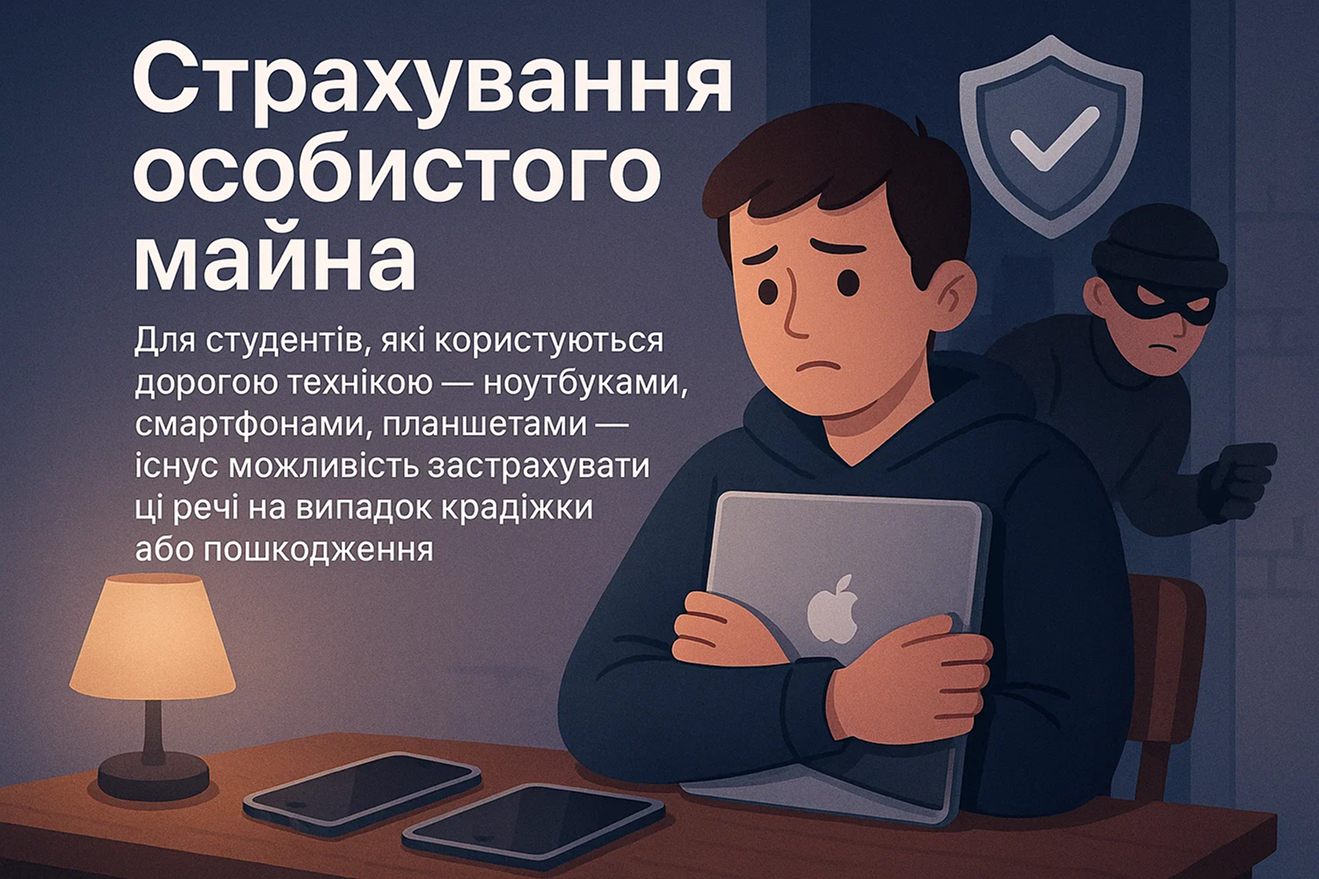 Страхування
особистого
майна
Для студентів, які користуються
дорогою технікою — ноутбуками,
смартфонами, планшетами —
існус можливість застрахувати
ці речі на випадок крадіжки
або пошкодження